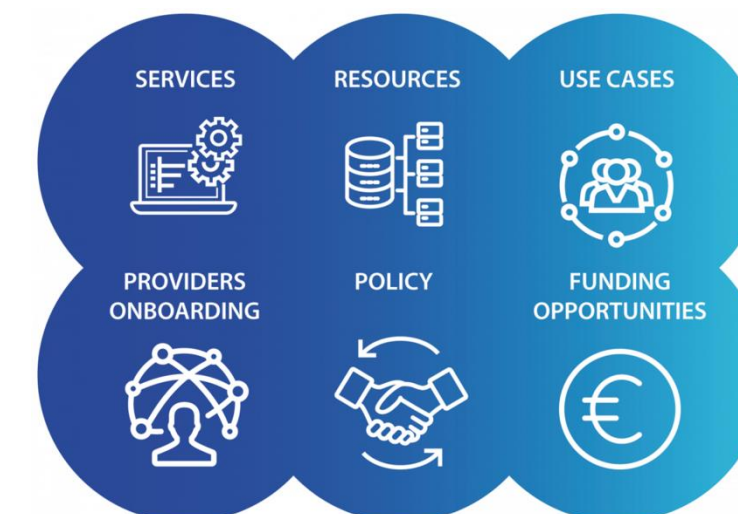 SERVICES
RESOURCES
USE CASES
PROVIDERS
ONBOARDING
POLICY
FUNDING
OPPORTUNITIES
€